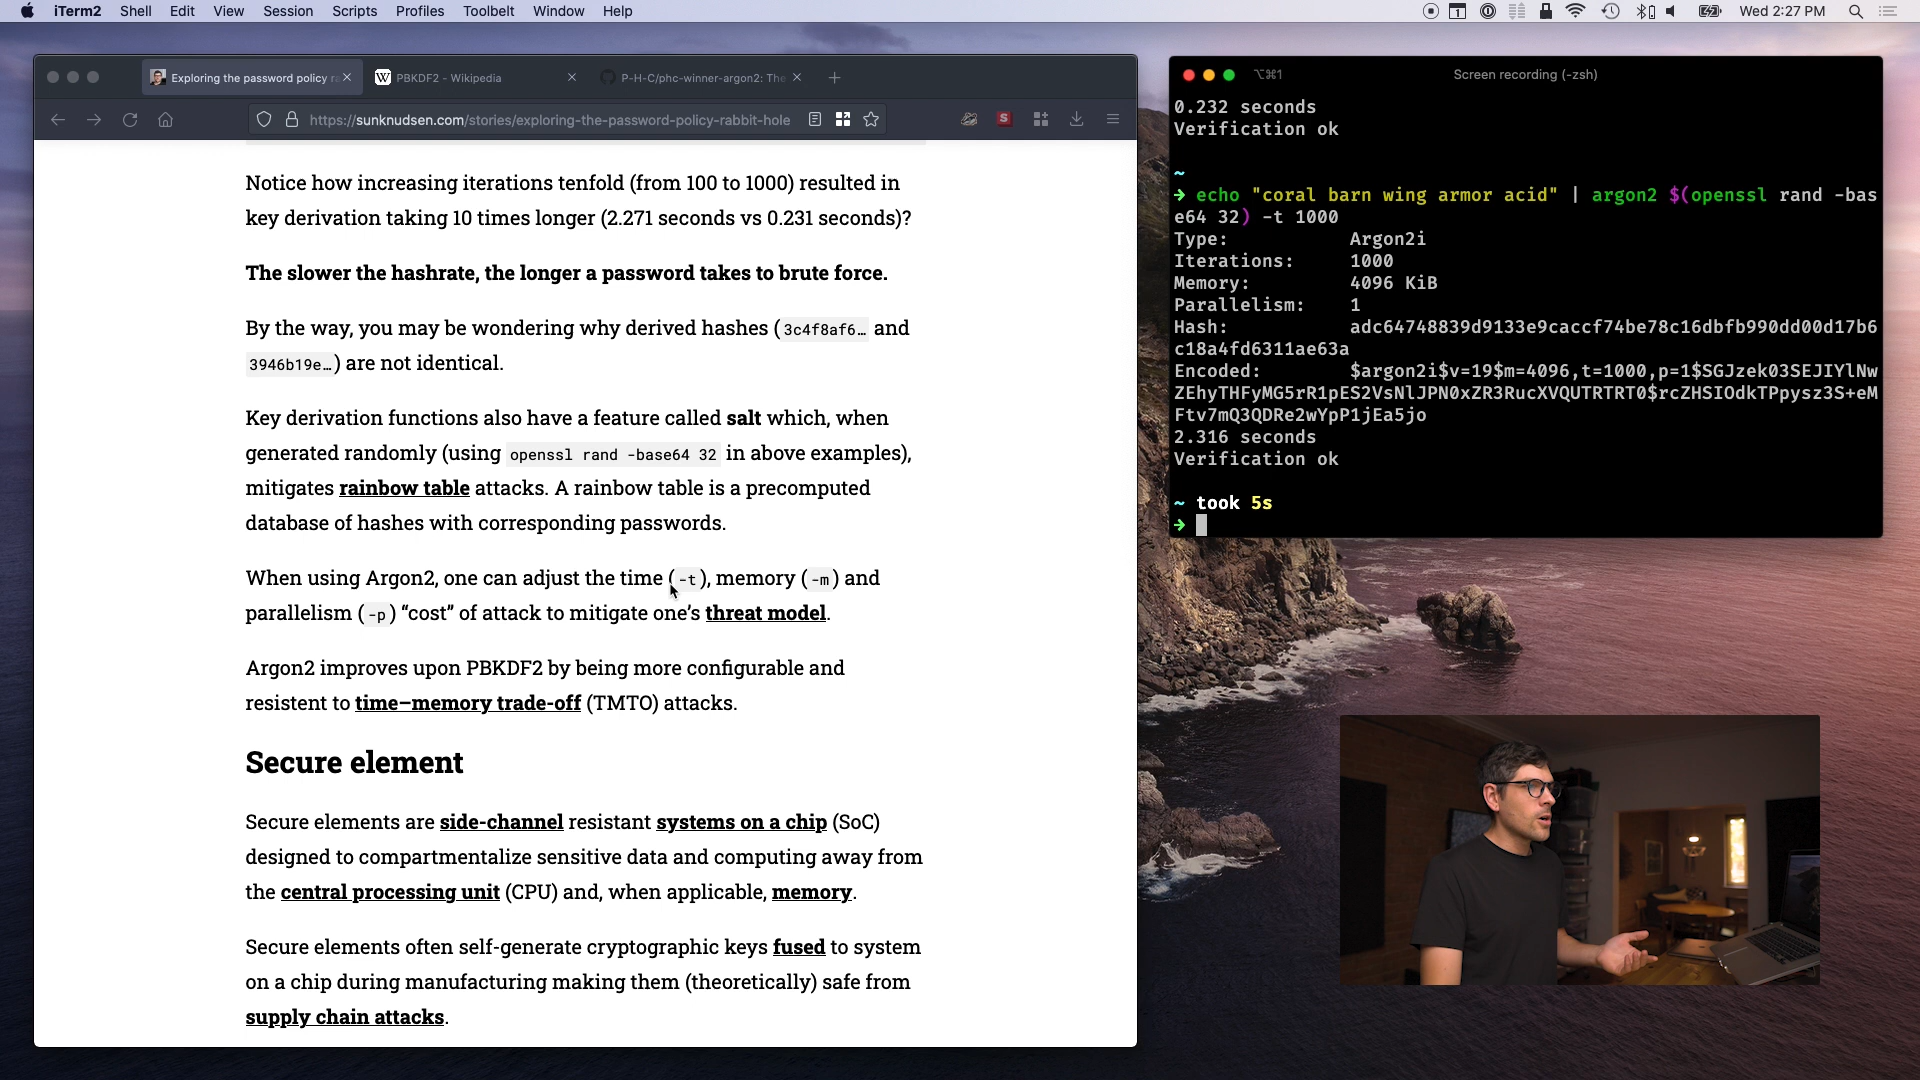 iTerm2 Shell Edit View Session Scripts Profiles Toolbelt Window Help
1
Wed 2:27 PM
Exploring the password policy ra
PBKDF2 - Wikipedia
P-H-C/phc-winner-argon2: The
https://sunknudsen.com/stories/exploring-the-password-policy-rabbit-hole
S
Notice how increasing iterations tenfold (from 100 to 1000) resulted in
key derivation taking 10 times longer (2.271 seconds vs 0.231 seconds)?
The slower the hashrate, the longer a password takes to brute force.
By the way, you may be wondering why derived hashes (3c4f8af6… and
3946b19e…) are not identical.
Key derivation functions also have a feature called salt which, when
generated randomly (using openssl rand -base64 32 in above examples),
mitigates rainbow table attacks. A rainbow table is a precomputed
database of hashes with corresponding passwords.
When using Argon2, one can adjust the time (-t), memory (-m) and
parallelism (-p) “cost” of attack to mitigate one’s threat model.
Argon2 improves upon PBKDF2 by being more configurable and
resistent to time–memory trade-off (TMTO) attacks.
Secure element
Secure elements are side-channel resistant systems on a chip (SoC)
designed to compartmentalize sensitive data and computing away from
the central processing unit (CPU) and, when applicable, memory.
Secure elements often self-generate cryptographic keys fused to system
on a chip during manufacturing making them (theoretically) safe from
supply chain attacks.
⌥⌘1
Screen recording (-zsh)
0.232 seconds
Verification ok
~
➜ echo "coral barn wing armor acid" | argon2 $(openssl rand -bas
e64 32) -t 1000
Type: Argon2i
Iterations: 1000
Memory: 4096 KiB
Parallelism: 1
Hash: adc64748839d9133e9caccf74be78c16dbfb990dd00d17b6
c18a4fd6311ae63a
Encoded: $argon2i$v=19$m=4096,t=1000,p=1$SGJzek03SEJIYlNw
ZEhyTHFyMG5rR1pES2VsNlJPN0xZR3RucXVQUTRTRT0$rcZHSIOdkTPpysz3S+eM
Ftv7mQ3QDRe2wYpP1jEa5jo
2.316 seconds
Verification ok
~ took 5s
➜